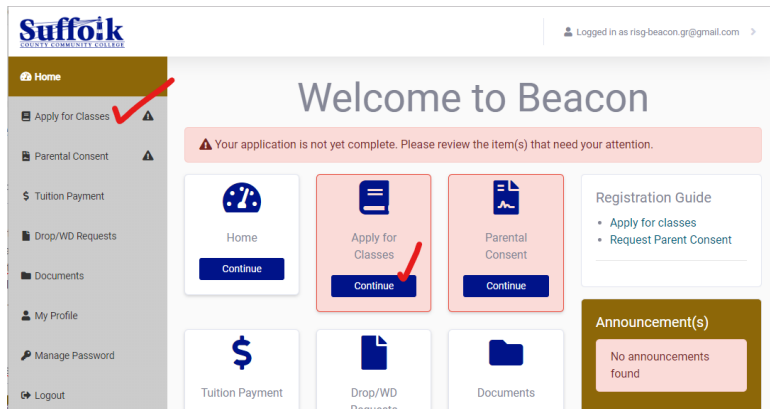 Suffolk
COUNTY COMMUNITY COLLEGE
Logged in as risg-beacon.gr@gmail.com
Home
Welcome to Beacon
Apply for Classes
Your application is not yet complete. Please review the item(s) that need your attention.
Parental Consent
Tuition Payment
Drop/WD Requests
Documents
My Profile
Manage Password
Logout
Home
Continue
Apply for
Classes
Continue
Parental
Consent
Continue
Registration Guide
Apply for classes
Request Parent Consent
Announcement(s)
No announcements
found
$
Tuition Payment
Drop/WD
Requests
Documents